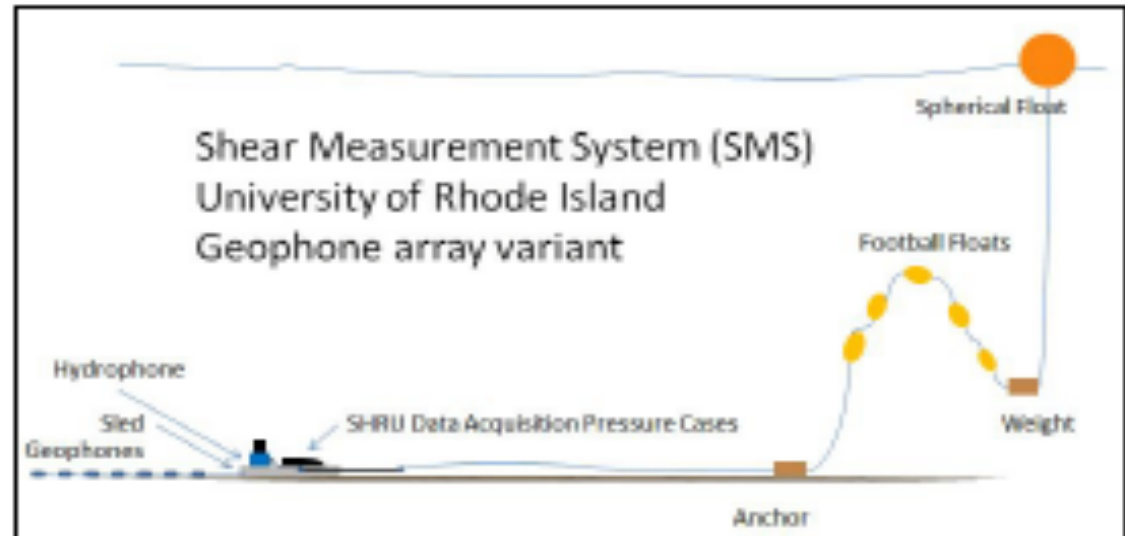 Spherical Float
Shear Measurement System (SMS)
University of Rhode Island
Geophone array variant
Football Floats
Hydrophone
Sled
SHRU Data Acquisition Pressure Cases
Weight
Geophones
Anchor